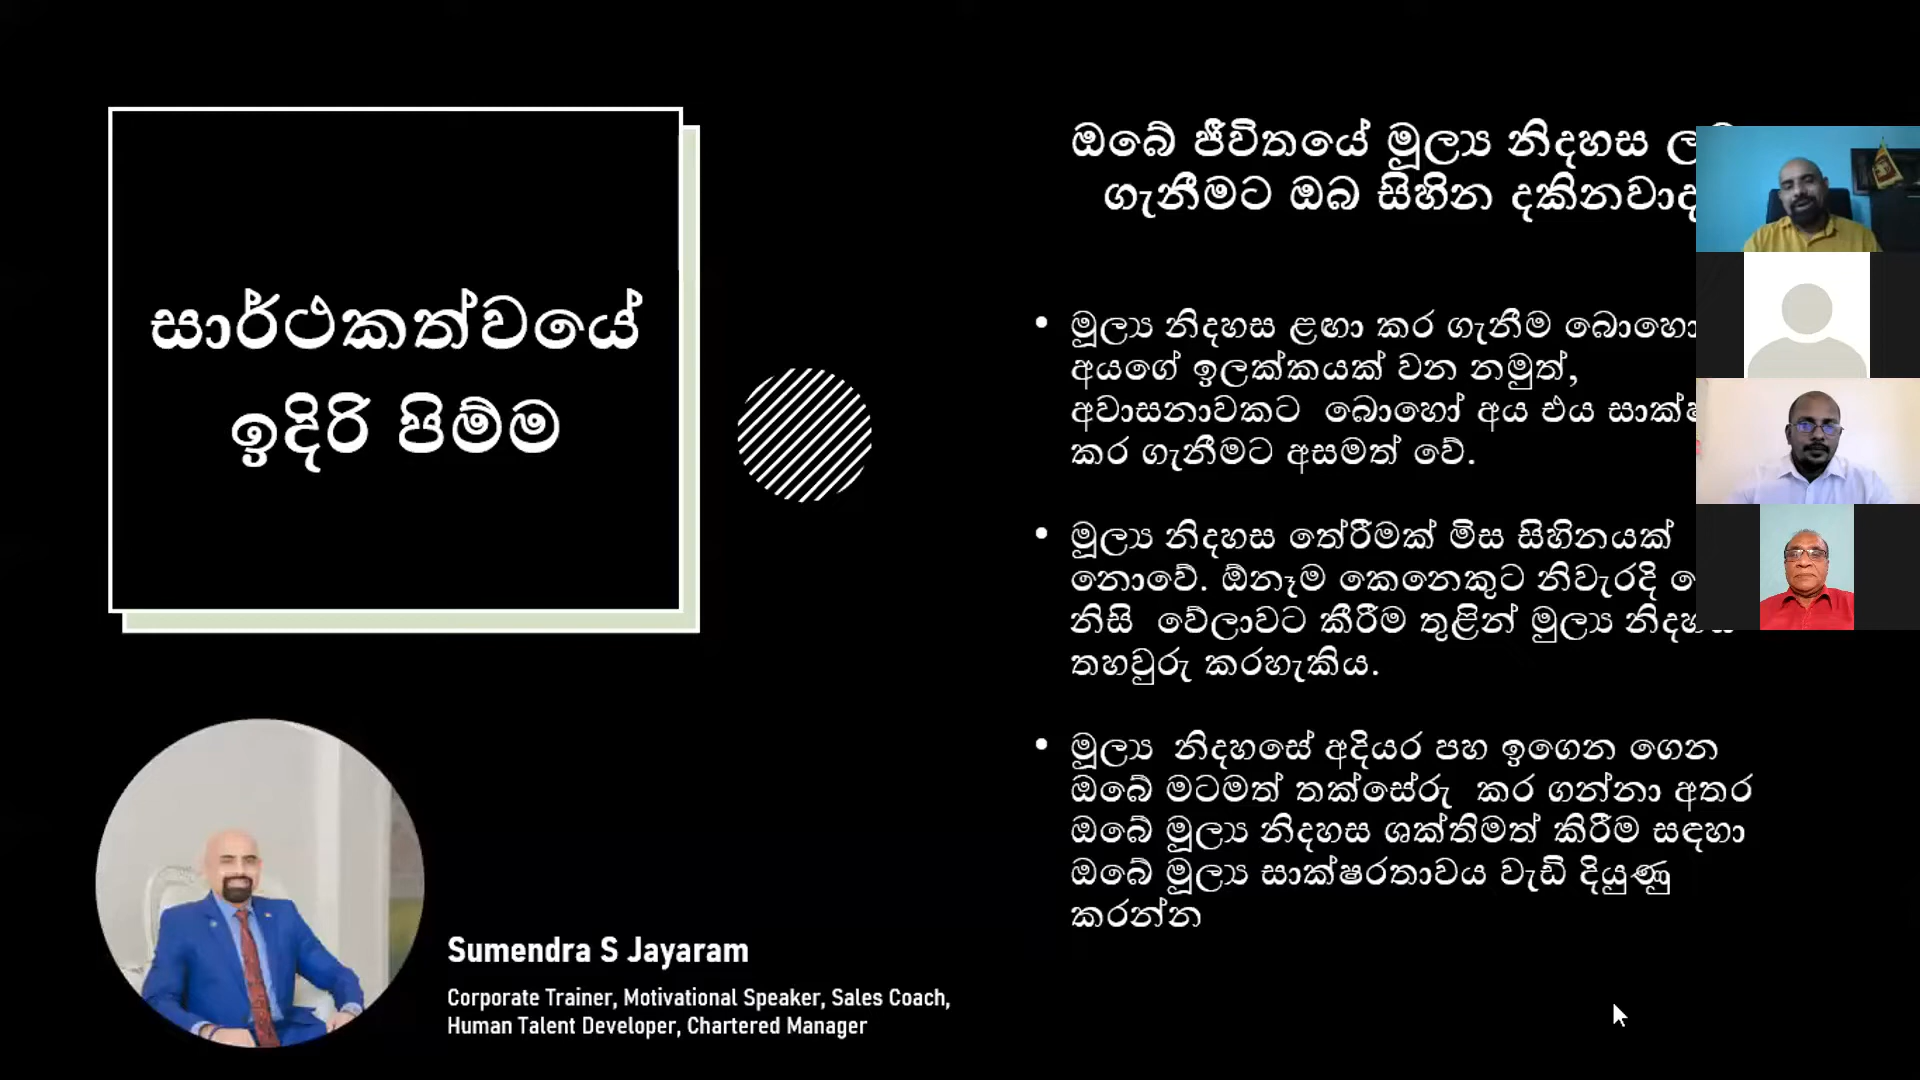 සාර්ථකත්වයේ
ඉදිරි පිම්ම
ඔබේ ජීවිතයේ මූල්‍ය නිදහස
ගැනීමට ඔබ සිහින දකිනවාද
• මූල්‍ය නිදහස ළඟා කර ගැනීම
අයගේ ඉලක්කයක් වන නමුත්,
අවාසනාවකට බොහෝ අය එය
කර ගැනීමට අසමත් වේ.
• මූල්‍ය නිදහස තේරීමක් මිස සිහිනයක්
නොවේ. ඕනෑම කෙනෙකුට නිවැරදි
නිසි වේලාවට කිරීම තුළින් මූල්‍ය
තහවුරු කරහැකිය.
• මූල්‍ය නිදහසේ අදියර පහ ඉගෙන ගෙන
ඔබේ මටමත් තක්සේරු කර ගන්නා අතර
ඔබේ මූල්‍ය නිදහස ශක්තිමත් කිරීම සඳහා
ඔබේ මූල්‍ය සාක්ෂරතාවය වැඩි දියුණු
කරන්න
Sumendra S Jayaram
Corporate Trainer, Motivational Speaker, Sales Coach,
Human Talent Developer, Chartered Manager